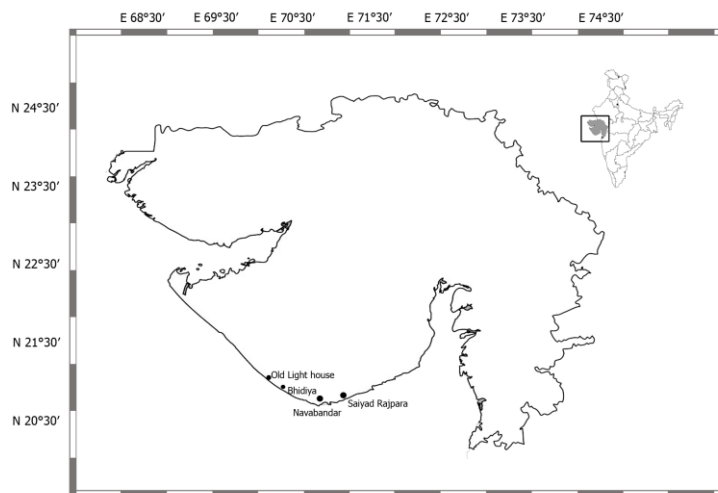 E 68°30' E 69°30' E 70°30' E 71°30' E 72°30' E 73°30' E 74°30'
N 24°30'
N 23°30'
N 22°30'
N 21°30'
Old Light house
Bhidiya
Saiyad Rajpara
Navabandar
N 20°30'